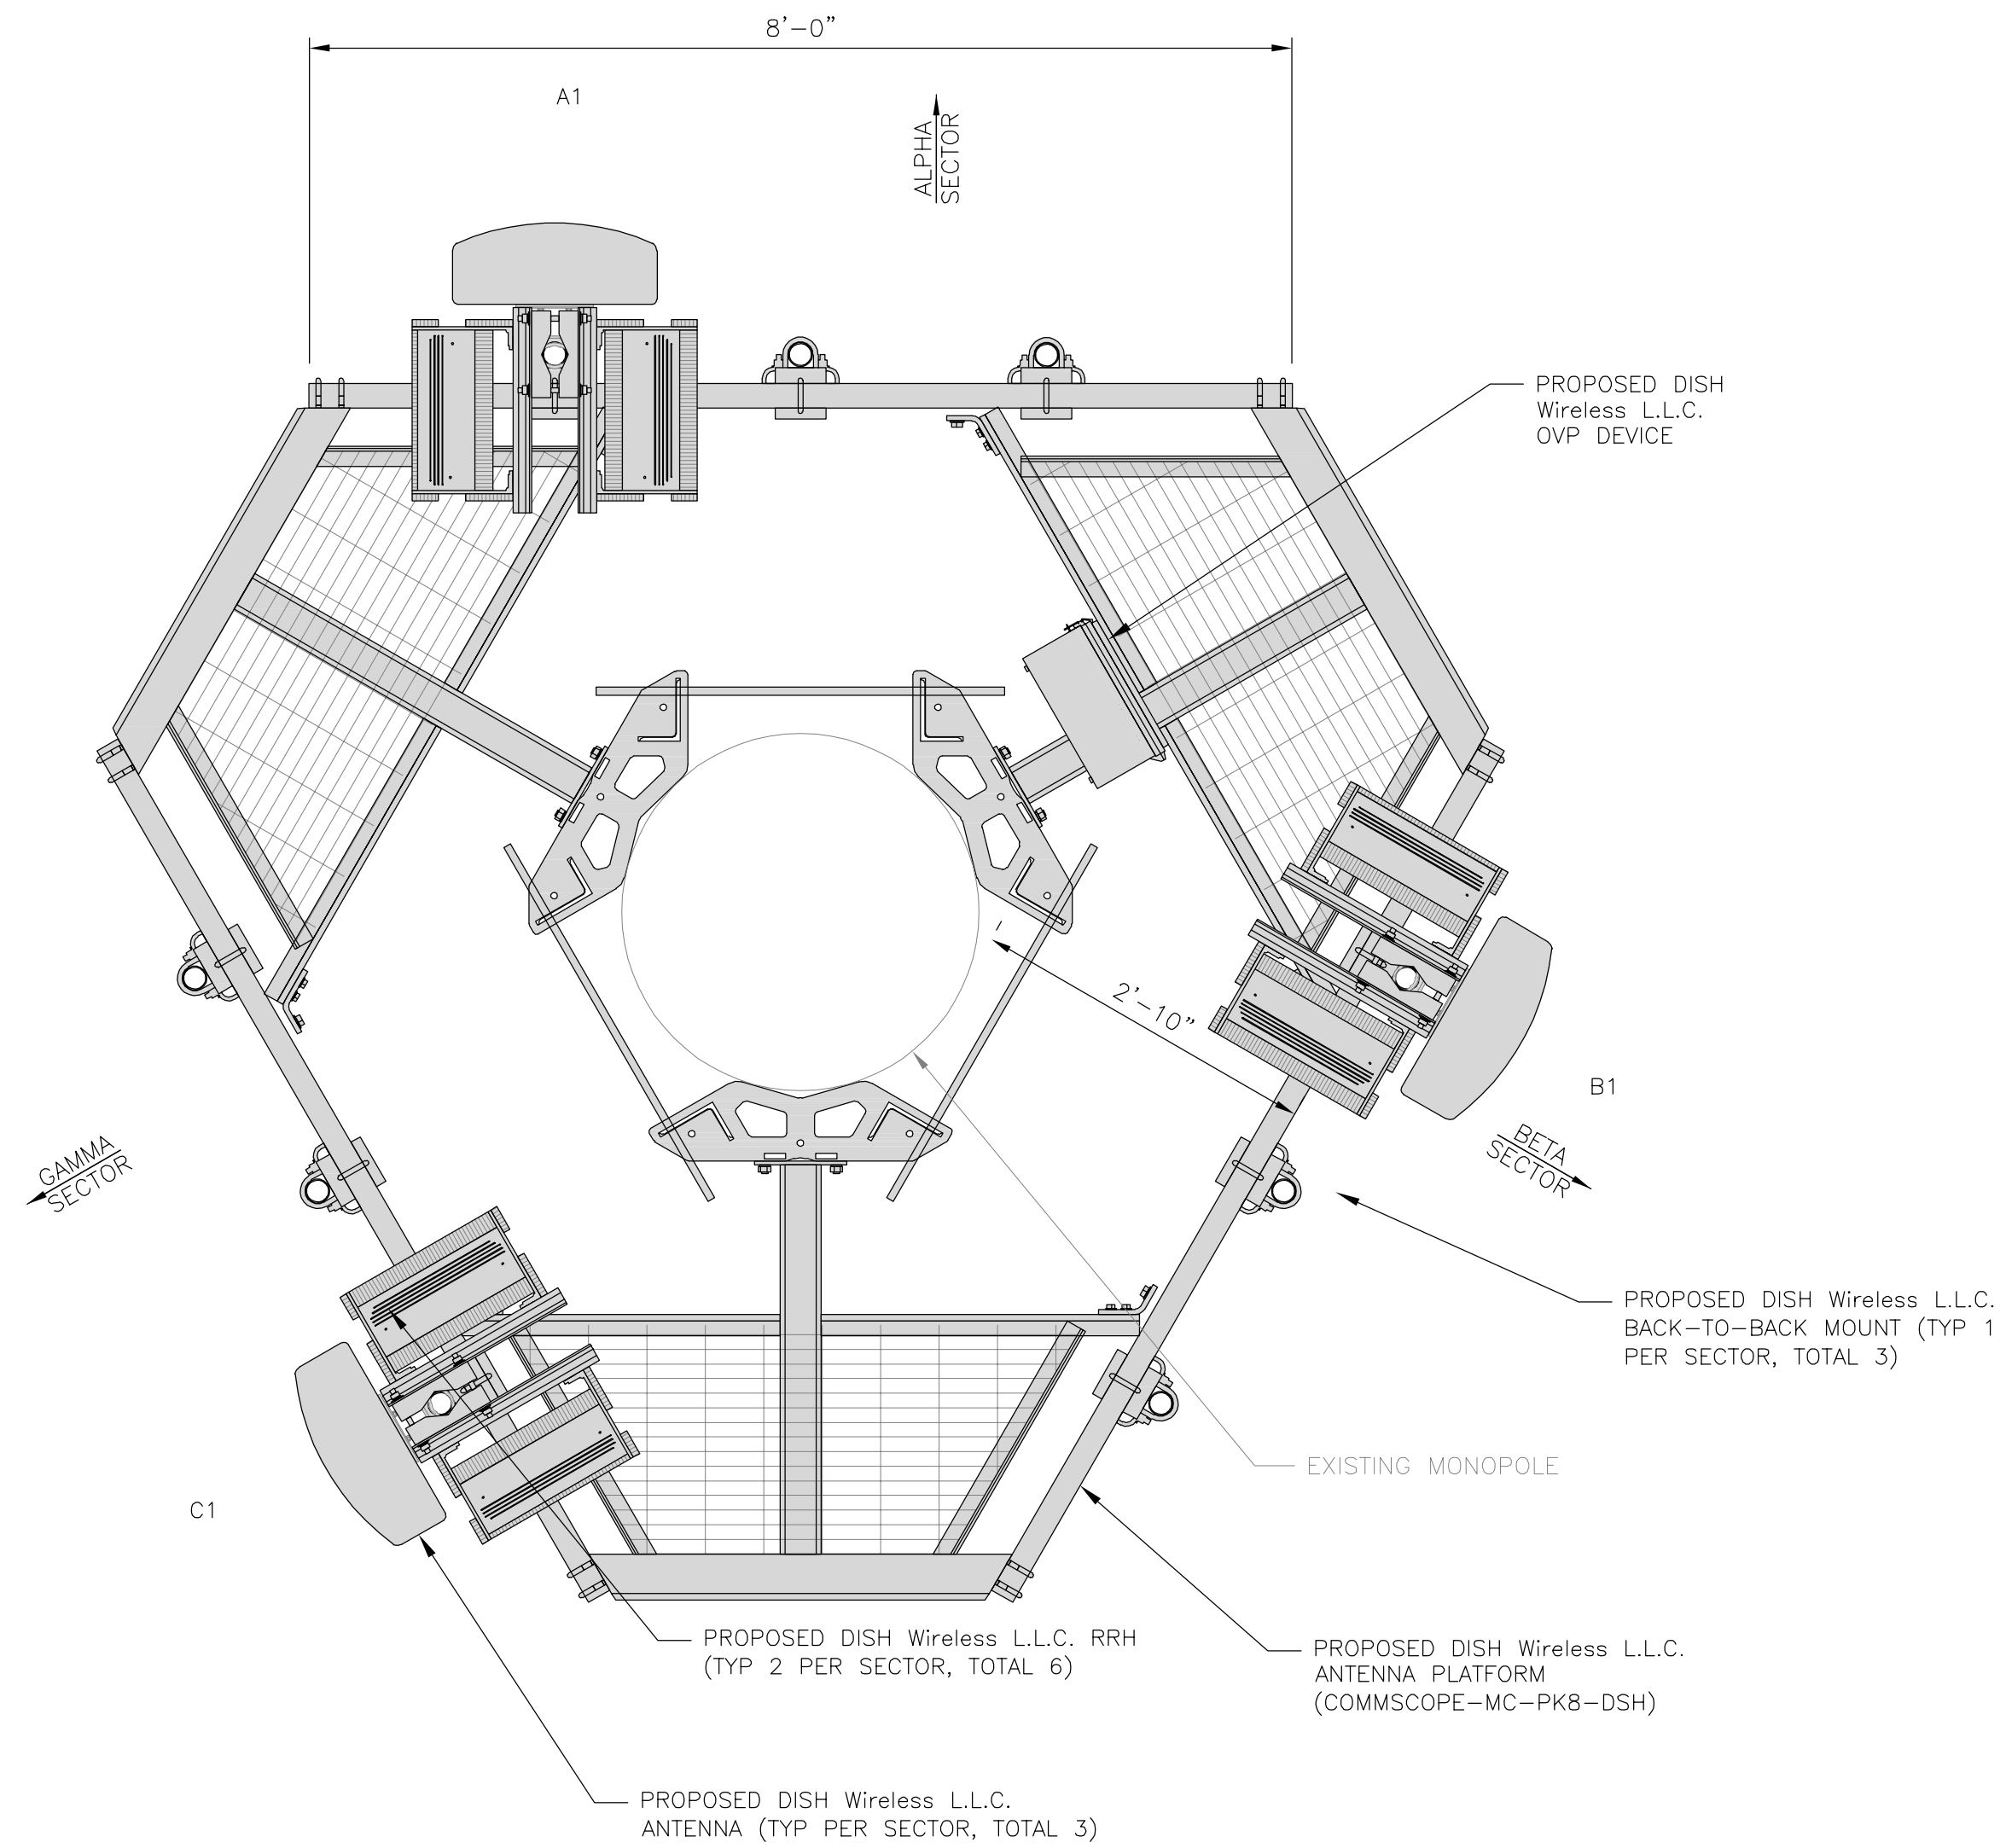 8'-0"
A1
ALPHA
SECTOR
PROPOSED DISH
Wireless L.L.C.
OVP DEVICE
2'-10"
B1
BETA
SECTOR
GAMMA
SECTOR
PROPOSED DISH Wireless L.L.C.
BACK-TO-BACK MOUNT (TYP 1
PER SECTOR, TOTAL 3)
EXISTING MONOPOLE
C1
PROPOSED DISH Wireless L.L.C. RRH
(TYP 2 PER SECTOR, TOTAL 6)
PROPOSED DISH Wireless L.L.C.
ANTENNA PLATFORM
(COMMSCOPE-MC-PK8-DSH)
PROPOSED DISH Wireless L.L.C.
ANTENNA (TYP PER SECTOR, TOTAL 3)